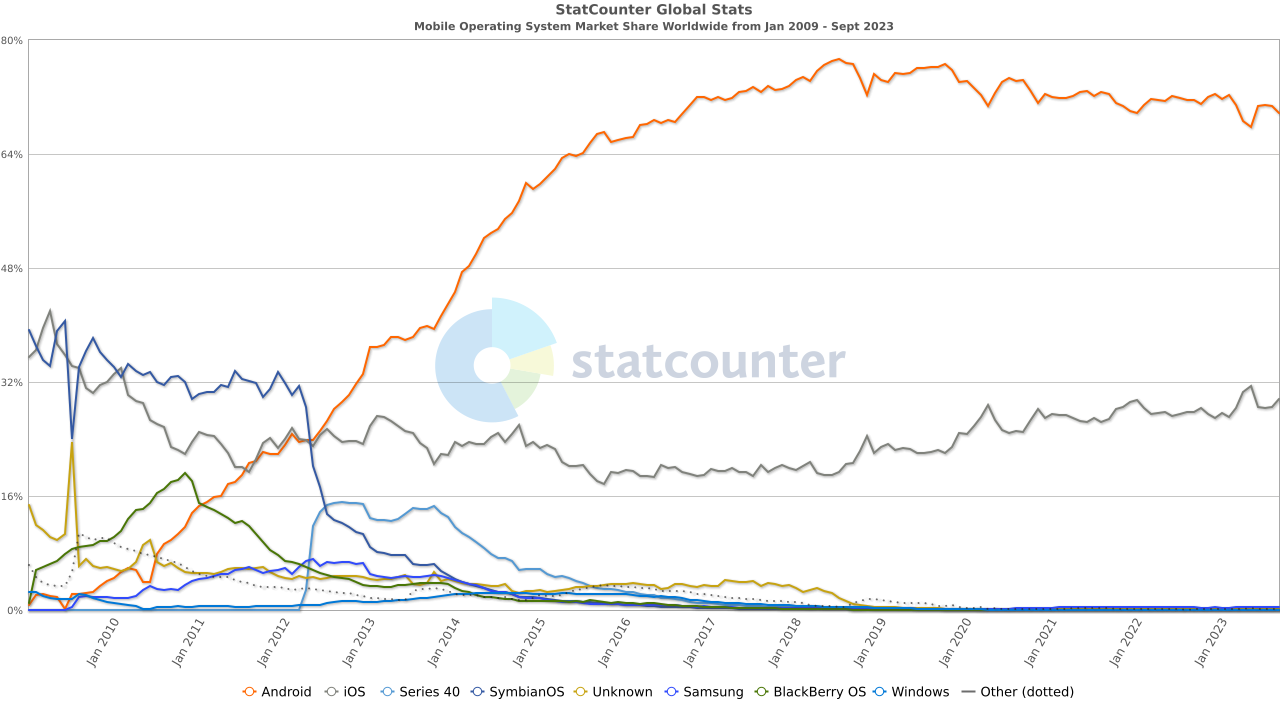 StatCounter Global Stats
Mobile Operating System Market Share Worldwide from Jan 2009 - Sept 2023
80%
64%
48%
32%
16%
0%
statcounter
Jan 2010
Jan 2011
Jan 2012
Jan 2013
Jan 2014
Jan 2015
Jan 2016
Jan 2017
Jan 2018
Jan 2019
Jan 2020
Jan 2021
Jan 2022
Jan 2023
Android iOS Series 40 SymbianOS Unknown Samsung BlackBerry OS Windows Other (dotted)